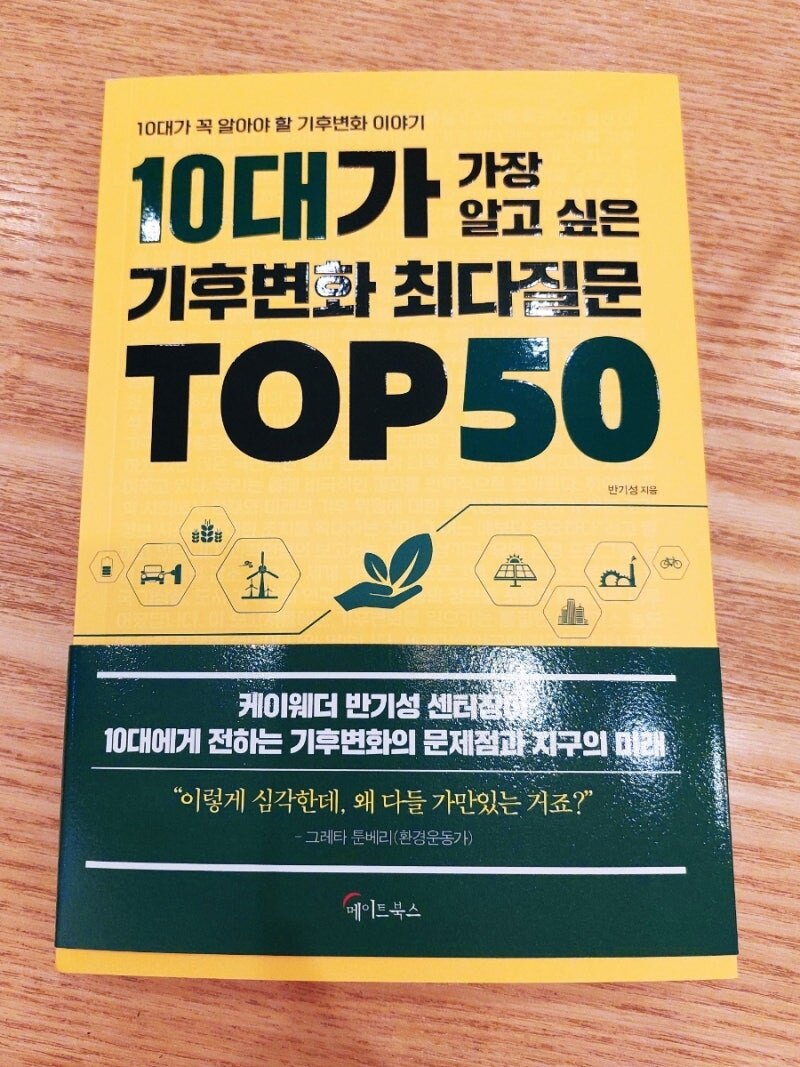 10대가 꼭 알아야 할 기후변화 이야기
10대가 가장
알고 싶은
기후변화 최다질문
TOP50
반기성 지음
케이웨더 반기성 센터장이
10대에게 전하는 기후변화의 문제점과 지구의 미래
“이렇게 심각한데, 왜 다들 가만있는 거죠?”
- 그레타 툰베리(환경운동가)
메이트북스